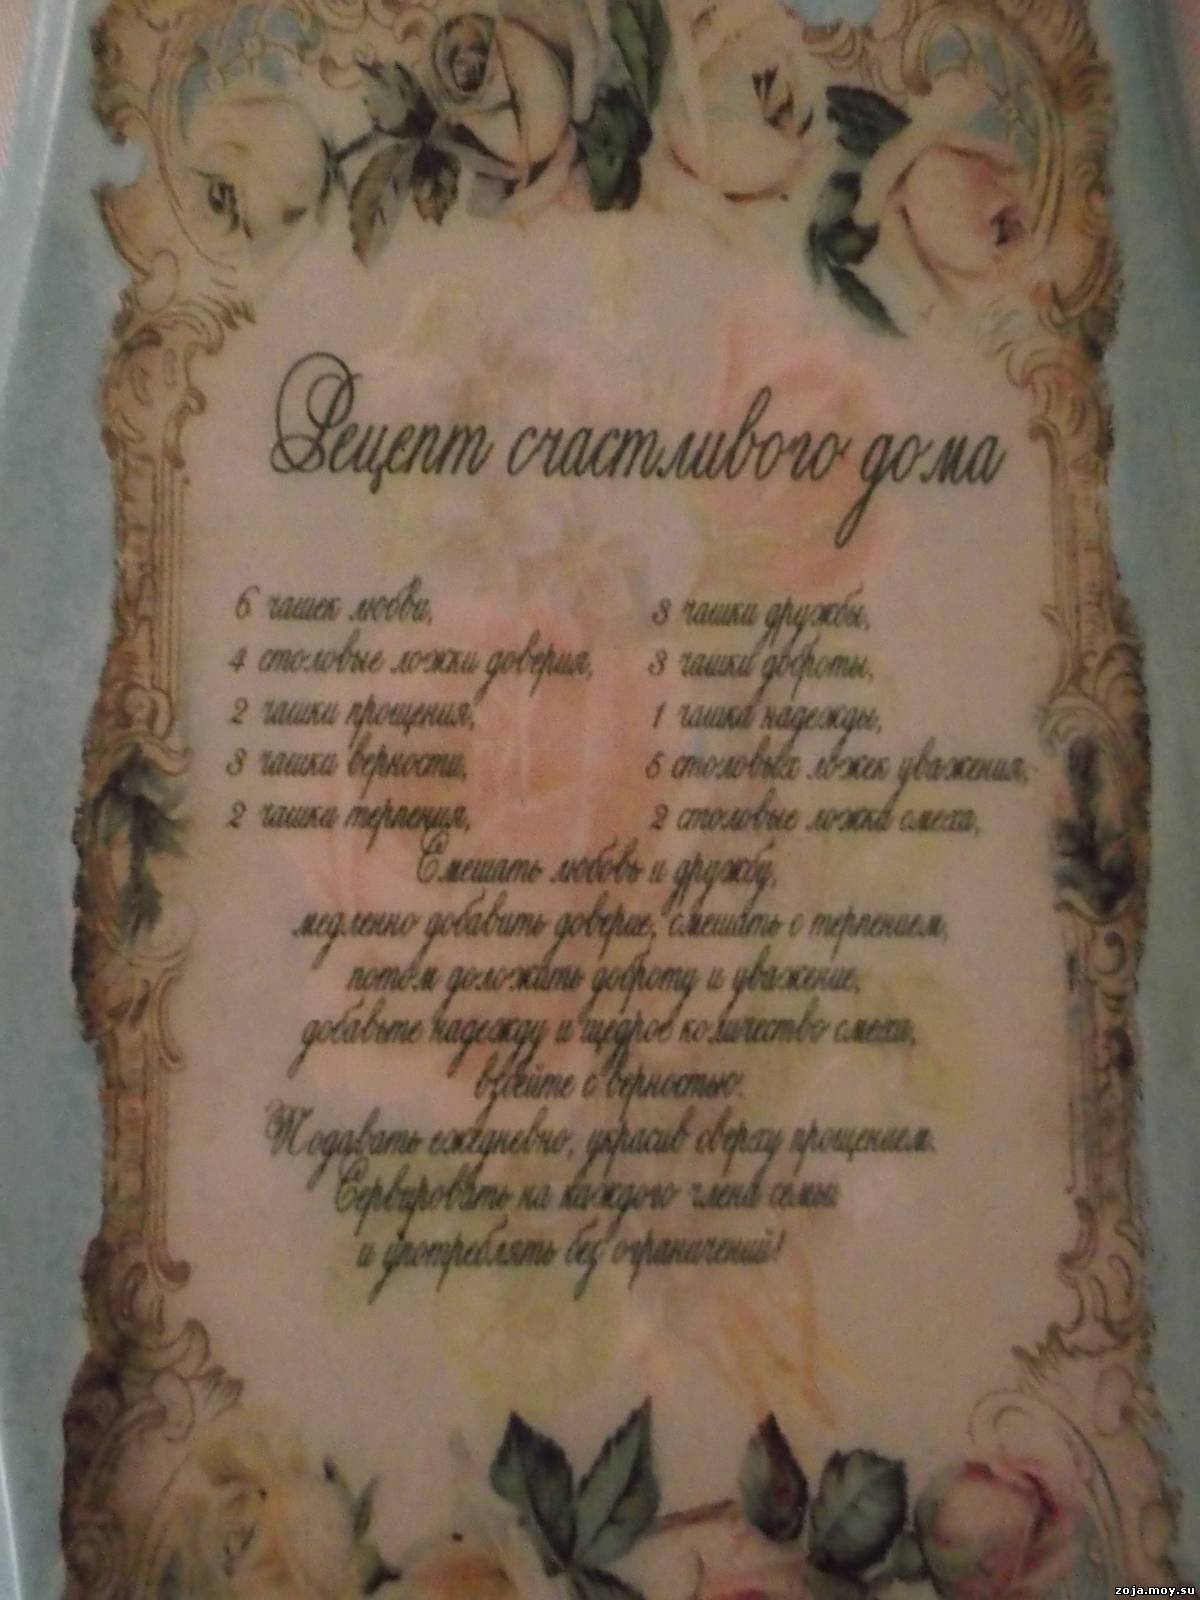 Рецепт счастливого дома
6 чашек любви,
4 столовые ложки доверия,
2 чашки прощения,
3 чашки верности,
2 чашки терпения,
3 чашки дружбы,
3 чашки доброты,
1 чашка надежды,
5 столовых ложек уважения,
2 столовые ложки смеха,
Смешать любовь и дружбу,
медленно добавить доверие, смешать с терпением,
потом доложить доброту и уважение,
добавьте надежду и щедрое количество смеха,
взбейте с верностью.
Подавать ежедневно, украсив сверху прощением.
Сервировать на каждого члена семьи
и употреблять без ограничений!
zoja.moy.su